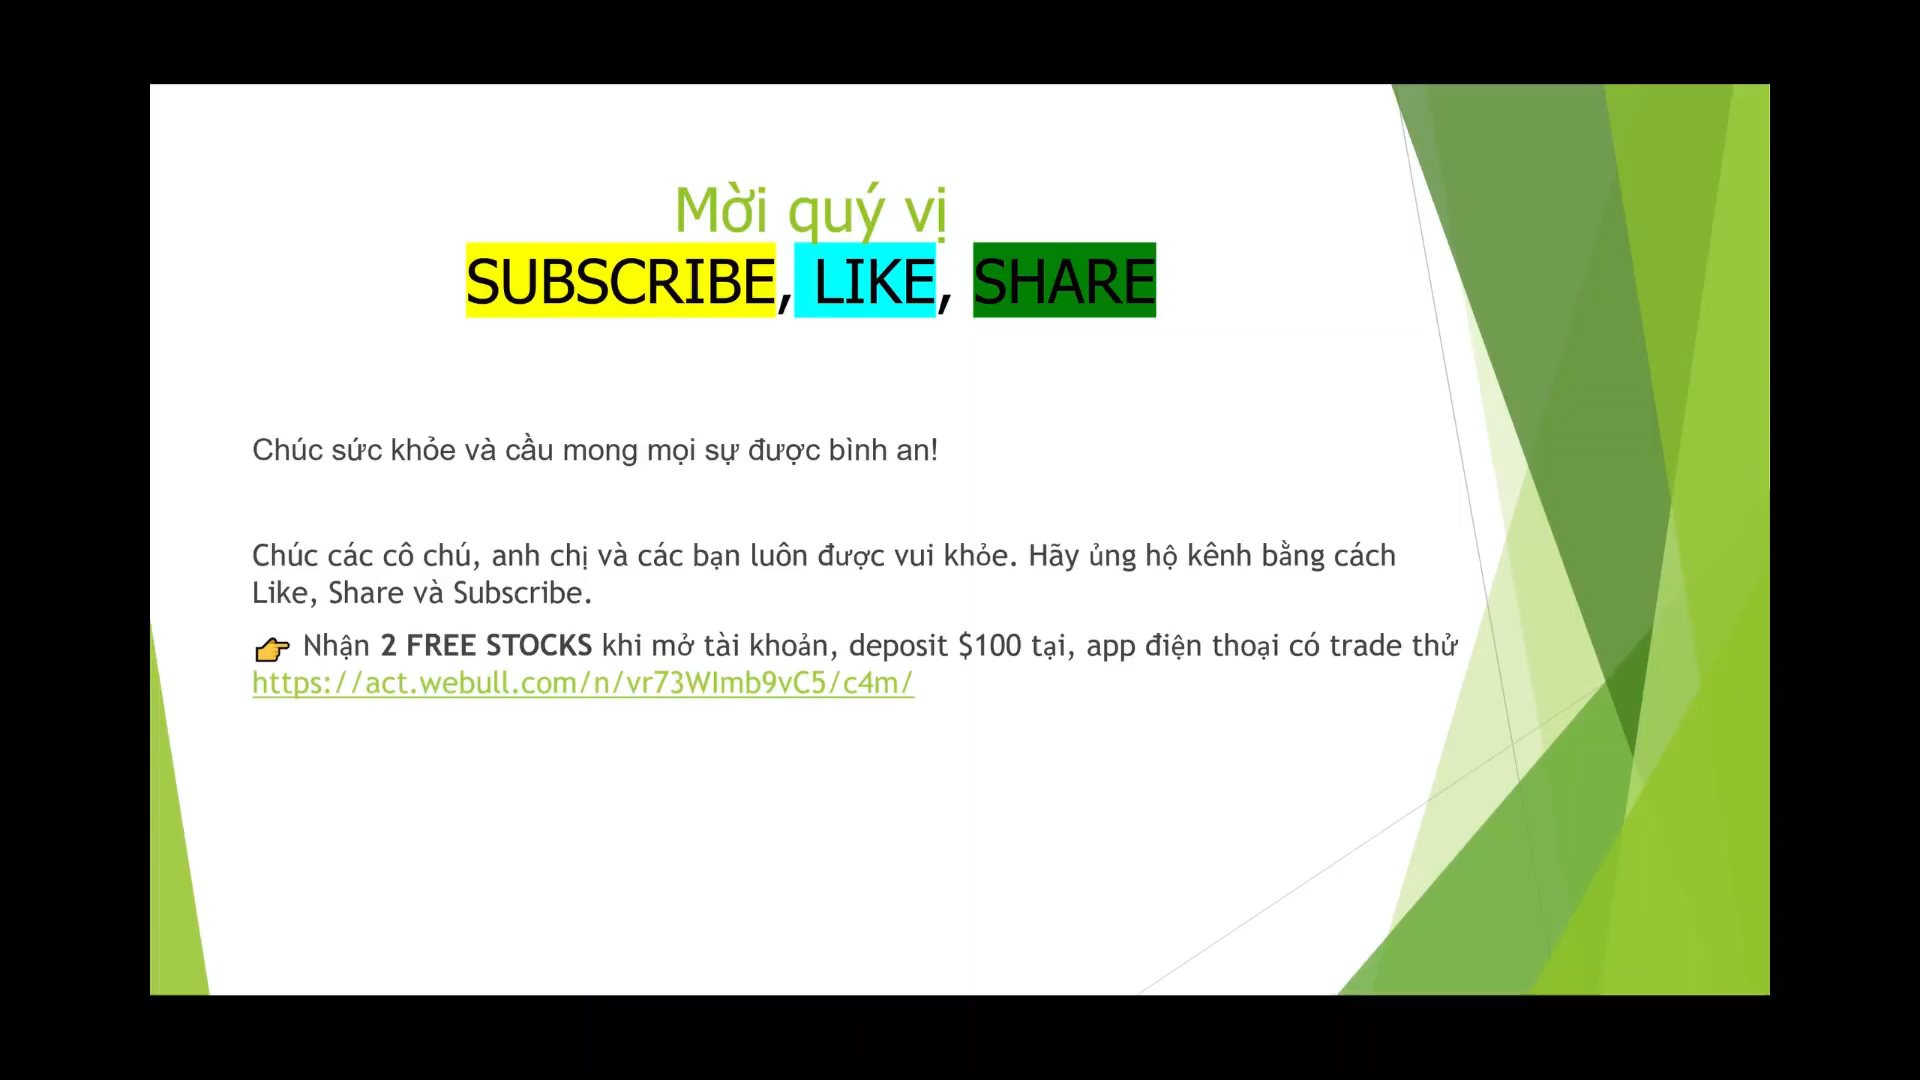 Mời quý vị
SUBSCRIBE, LIKE, SHARE
Chúc sức khỏe và cầu mong mọi sự được bình an!
Chúc các cô chú, anh chị và các bạn luôn được vui khỏe. Hãy ủng hộ kênh bằng cách
Like, Share và Subscribe.
👉 Nhận 2 FREE STOCKS khi mở tài khoản, deposit $100 tại, app điện thoại có trade thử
https://act.webull.com/n/vr73WImb9vC5/c4m/